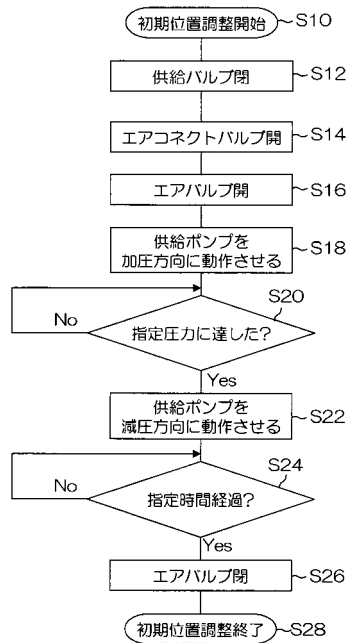 初期位置調整開始 S10
供給バルブ閉 S12
エアコネクトバルブ開 S14
エアバルブ開 S16
供給ポンプを
加圧方向に動作させる S18
S20
No
指定圧力に達した?
Yes
供給ポンプを
減圧方向に動作させる S22
S24
No
指定時間経過?
Yes
エアバルブ閉 S26
初期位置調整終了 S28